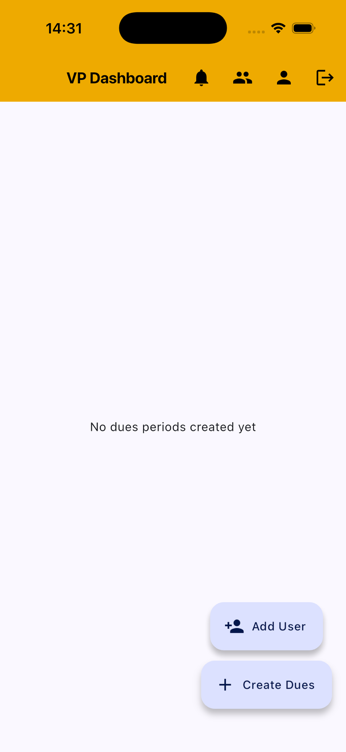 14:31
VP Dashboard
No dues periods created yet
Add User
Create Dues